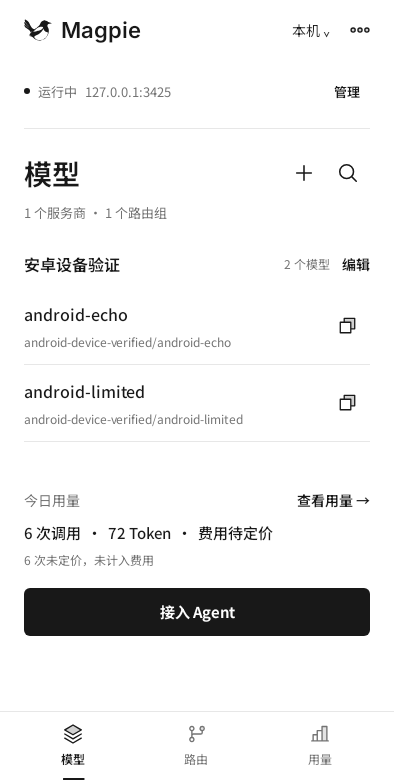 Magpie
本机
运行中 127.0.0.1:3425
管理
模型
1 个服务商 · 1 个路由组
安卓设备验证
2 个模型
编辑
android-echo
android-device-verified/android-echo
android-limited
android-device-verified/android-limited
今日用量
查看用量 →
6 次调用 · 72 Token · 费用待定价
6 次未定价，未计入费用
接入 Agent
模型
路由
用量